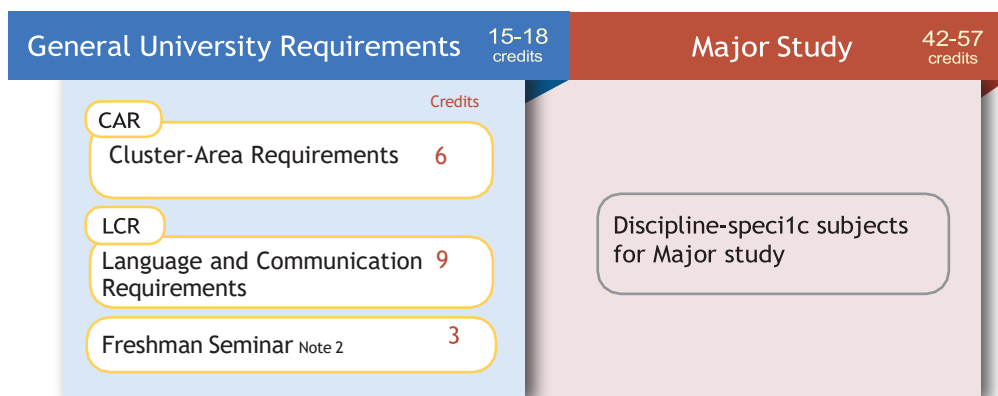 General University Requirements 15-18 credits
Major Study 42-57 credits
Credits
CAR
Cluster-Area Requirements 6
LCR
Language and Communication 9
Requirements
Freshman Seminar Note 2 3
Discipline-speci1c subjects
for Major study